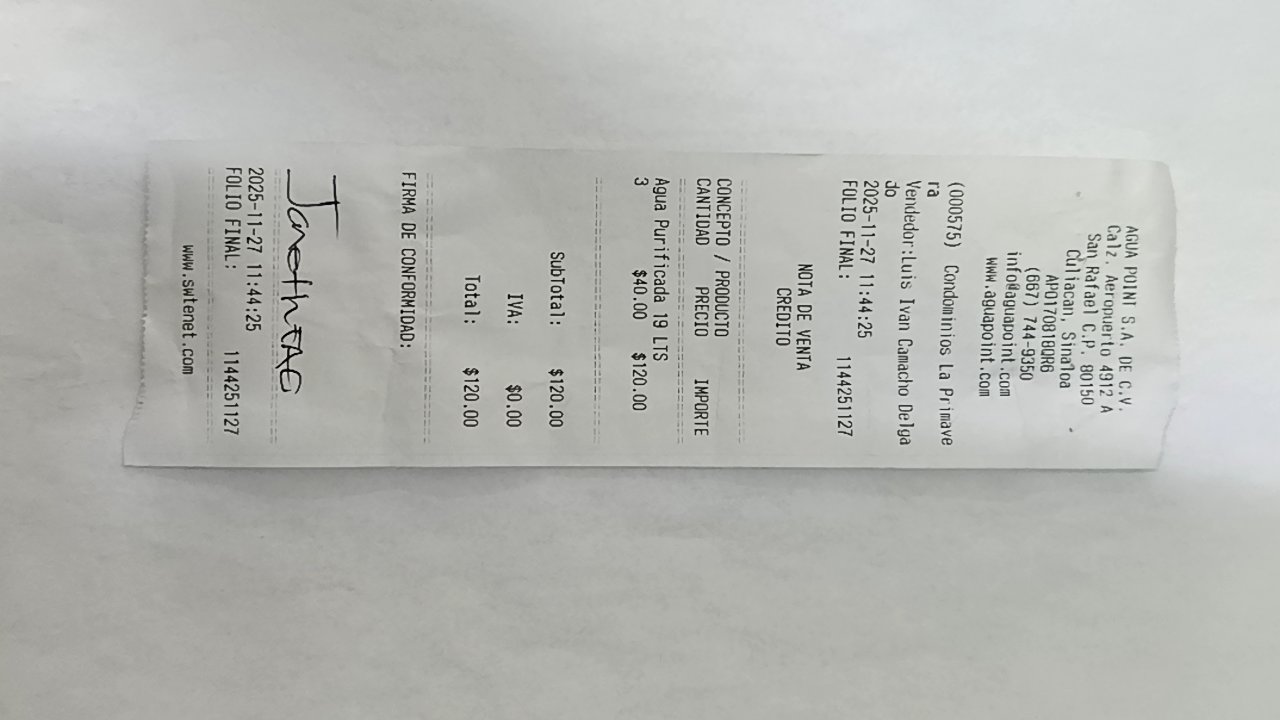 AGUA POINT S.A. DE C.V.
Calz. Aeropuerto 4912 A
San Rafael C.P. 80150
Culiacan, Sinaloa
APO170818QR6
(667) 744-9350
info@aguapoint.com
www.aguapoint.com
(000575) Condominios La Primave
ra
Vendedor:Luis Ivan Camacho Delga
do
2025-11-27 11:44:25
FOLIO FINAL: 1144251127
NOTA DE VENTA
CREDITO
CONCEPTO / PRODUCTO
CANTIDAD PRECIO IMPORTE
Agua Purificada 19 LTS
3 $40.00 $120.00
SubTotal: $120.00
IVA: $0.00
Total: $120.00
FIRMA DE CONFORMIDAD:
2025-11-27 11:44:25
FOLIO FINAL: 1144251127
www.swtenet.com